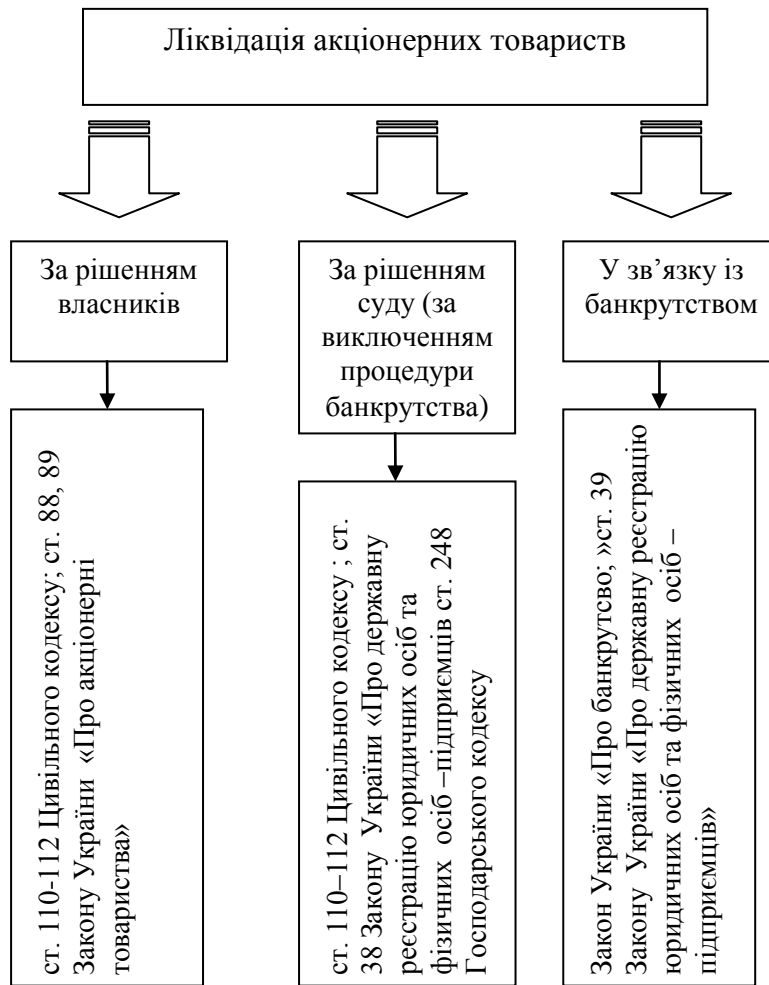 Ліквідація акціонерних товариств
За рішенням
власників
За рішенням
суду (за
виключенням
процедури
банкрутства)
У зв’язку із
банкрутством
ст. 110-112 Цивільного кодексу; ст. 88, 89
Закону України «Про акціонерні
товариства»
ст. 110–112 Цивільного кодексу ; ст.
38 Закону України «Про державну
реєстрацію юридичних осіб та
фізичних осіб –підприємців ст. 248
Господарського кодексу
Закон України «Про банкрутсво; »ст. 39
Закону України «Про державну реєстрацію
юридичних осіб та фізичних осіб –
підприємців»